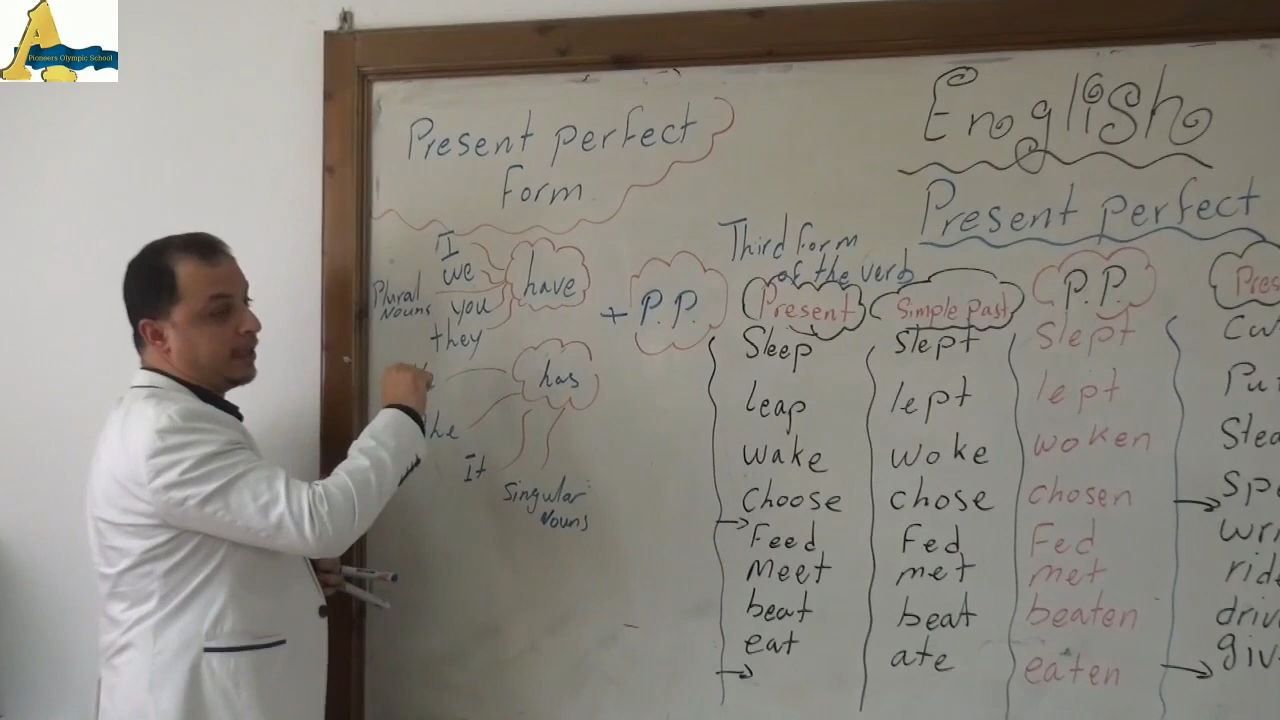 Pioneers Olympic School
Present perfect
Form
I
we
you
they
Plural
Nouns
have
+ P.P.
has
It
Singular
Nouns
English
Present perfect
Third form
of the verb
Present Simple past P.P.
Sleep slept slept
leap lept lept
wake woke woken
choose chose chosen
Feed Fed Fed
Meet met met
beat beat beaten
eat ate eaten